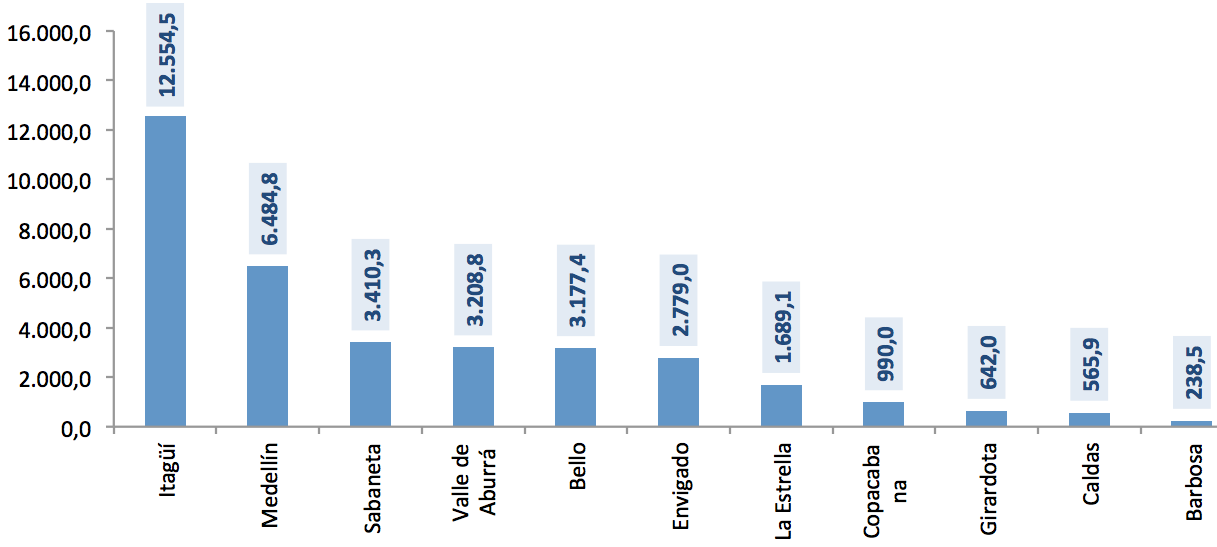 16.000,0
14.000,0
12.000,0
10.000,0
8.000,0
6.000,0
4.000,0
2.000,0
0,0
12.554,5
6.484,8
3.410,3
3.208,8
3.177,4
2.779,0
1.689,1
990,0
642,0
565,9
238,5
Itagüí
Medellín
Sabaneta
Valle de
Aburrá
Bello
Envigado
La Estrella
Copacaba
na
Girardota
Caldas
Barbosa